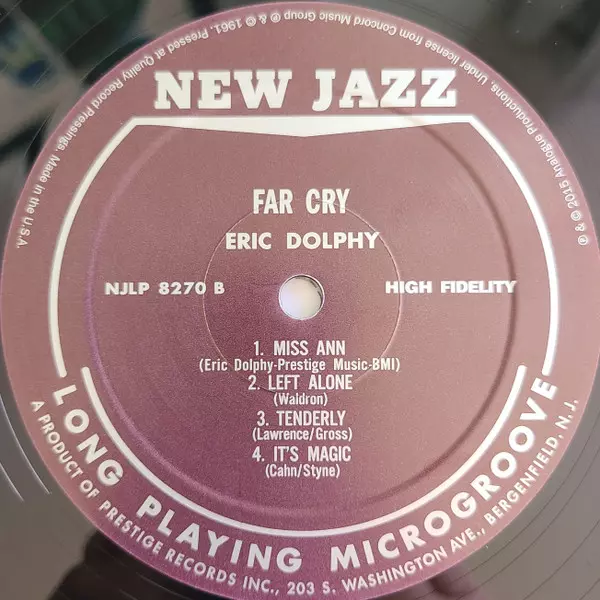 Pressed at Quality Record Pressings. Made in the U.S.A.
℗ & © 1961. Under license from Concord Music Group
℗ & © 2015 Analogue Productions.
NEW JAZZ
FAR CRY
ERIC DOLPHY
NJLP 8270 B
HIGH FIDELITY
1. MISS ANN
(Eric Dolphy-Prestige Music-BMI)
2. LEFT ALONE
(Waldron)
3. TENDERLY
(Lawrence/Gross)
4. IT'S MAGIC
(Cahn/Styne)
LONG PLAYING MICROGROOVE
A PRODUCT OF PRESTIGE RECORDS INC., 203 S. WASHINGTON AVE., BERGENFIELD, N. J.